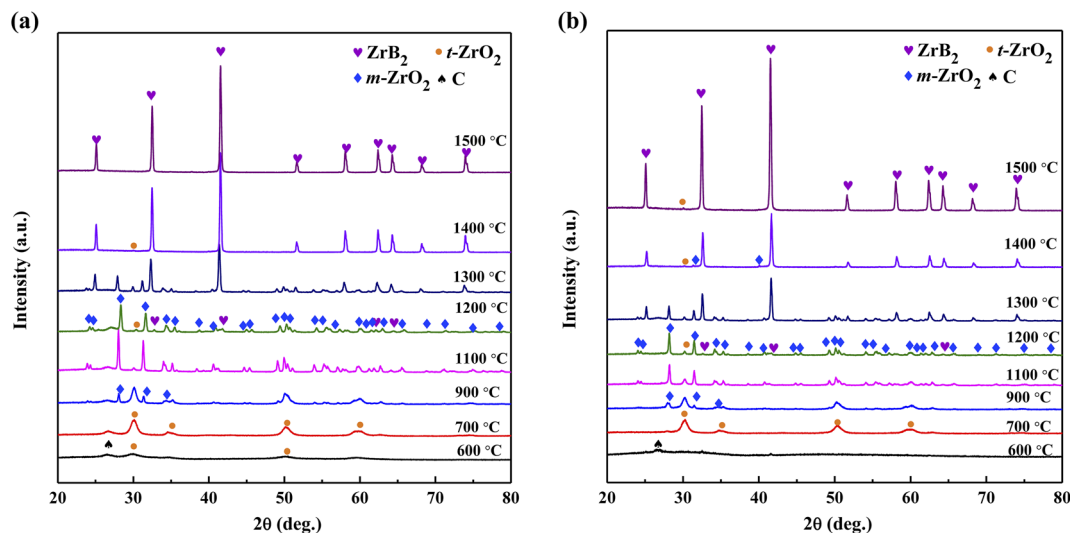 (a)
ZrB2 t-ZrO2
m-ZrO2 C
1500 °C
1400 °C
1300 °C
1200 °C
1100 °C
900 °C
700 °C
600 °C
Intensity (a.u.)
20 30 40 50 60 70 80
2θ (deg.)
(b)
ZrB2 t-ZrO2
m-ZrO2 C
1500 °C
1400 °C
1300 °C
1200 °C
1100 °C
900 °C
700 °C
600 °C
Intensity (a.u.)
20 30 40 50 60 70 80
2θ (deg.)